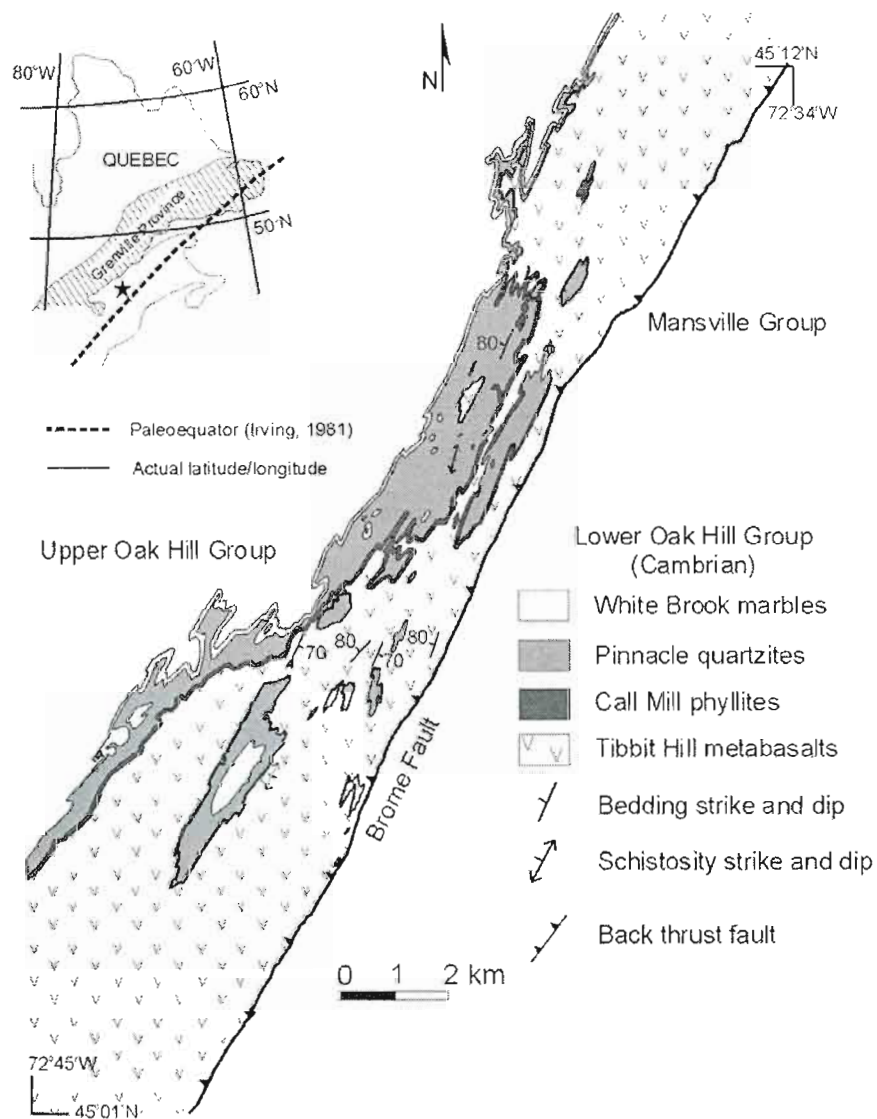 80°W
60°W
60°N
QUEBEC
Grenville Province
50°N
N
45°12'N
72°34'W
Paleoequator (Irving, 1981)
Actual latitude/longitude
Mansville Group
80
Upper Oak Hill Group
70
80
80
0
Brome Fault
Lower Oak Hill Group
(Cambrian)
White Brook marbles
Pinnacle quartzites
Call Mill phyllites
Tibbit Hill metabasalts
Bedding strike and dip
Schistosity strike and dip
Back thrust fault
0 1 2 km
72°45'W
45°01'N